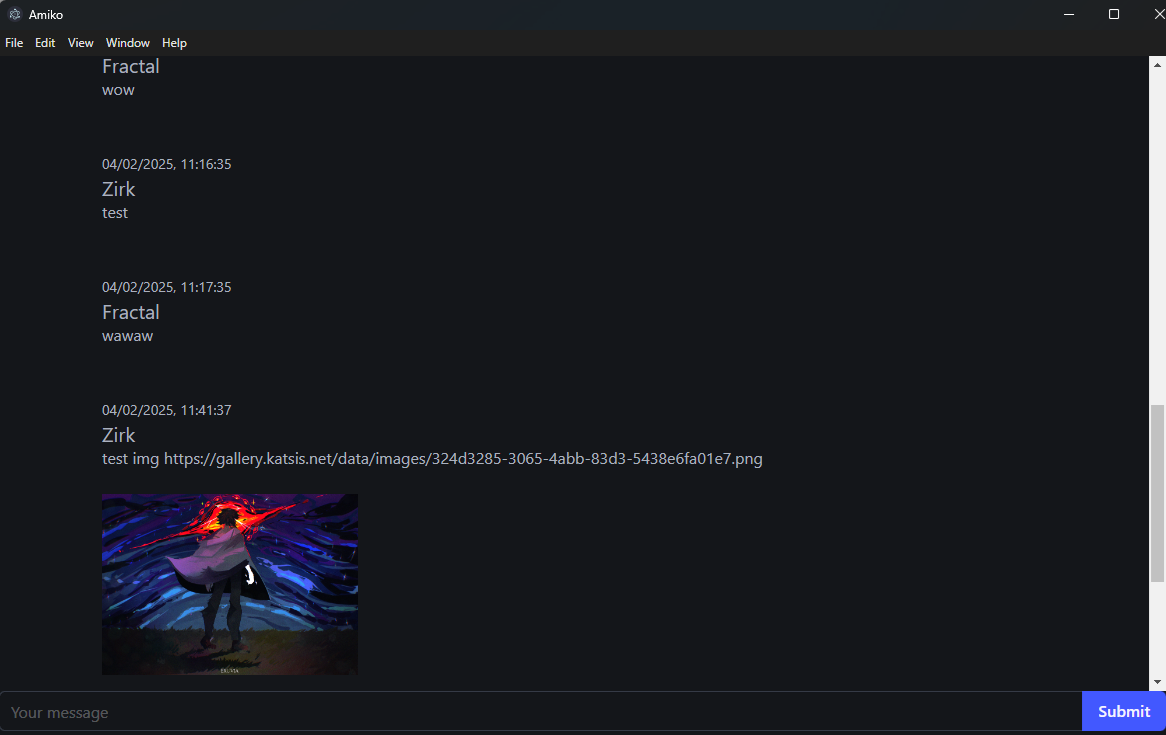 Amiko
File Edit View Window Help
Fractal
wow
04/02/2025, 11:16:35
Zirk
test
04/02/2025, 11:17:35
Fractal
wawaw
04/02/2025, 11:41:37
Zirk
test img https://gallery.katsis.net/data/images/324d3285-3065-4abb-83d3-5438e6fa01e7.png
Your message
Submit